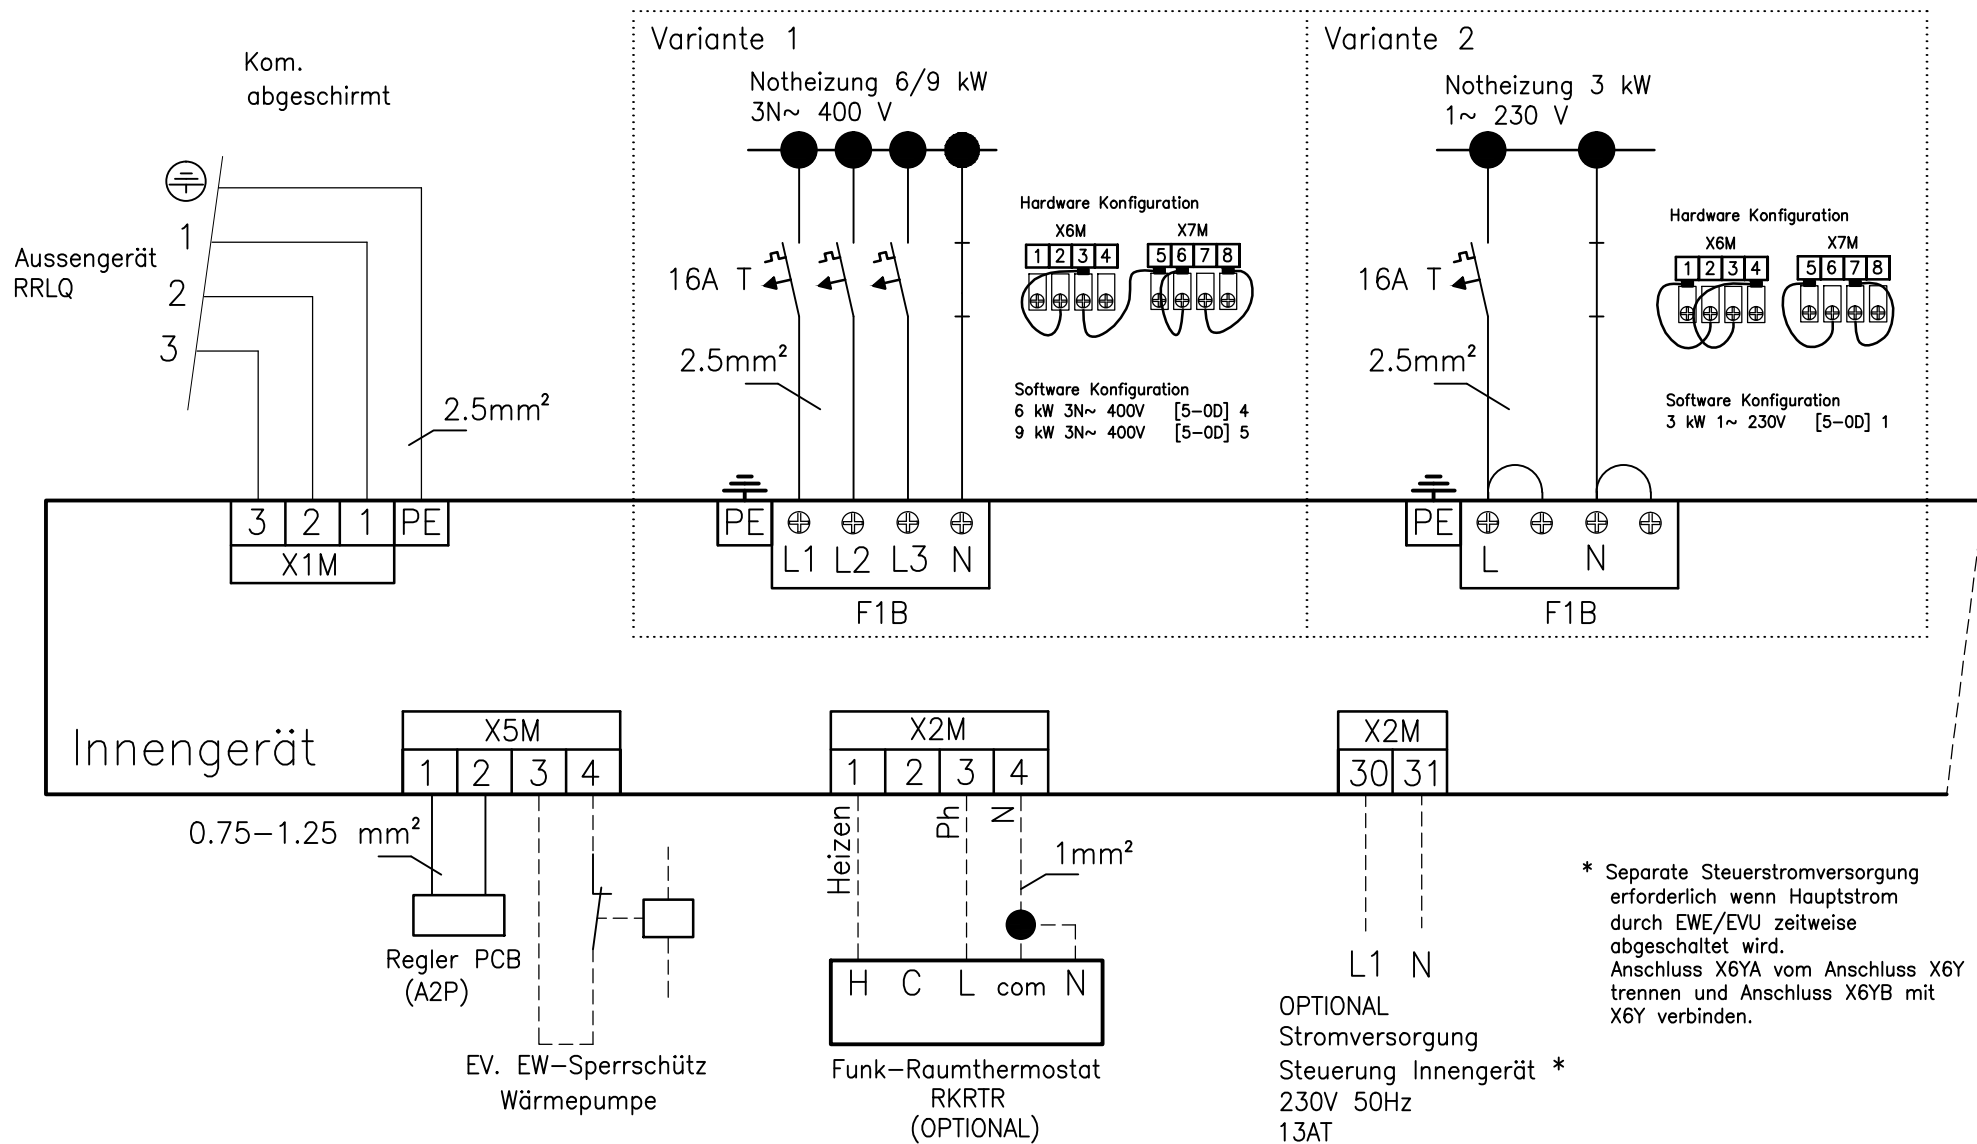 Kom.
abgeschirmt
Aussengerät
RRLQ
1
2
3
2.5mm²
Variante 1
Notheizung 6/9 kW
3N~ 400 V
16A T
2.5mm²
Hardware Konfiguration
X6M X7M
1 2 3 4 5 6 7 8
Software Konfiguration
6 kW 3N~ 400V [5-0D] 4
9 kW 3N~ 400V [5-0D] 5
Variante 2
Notheizung 3 kW
1~ 230 V
16A T
2.5mm²
Hardware Konfiguration
X6M X7M
1 2 3 4 5 6 7 8
Software Konfiguration
3 kW 1~ 230V [5-0D] 1
3 2 1 PE
X1M
PE
L1 L2 L3 N
F1B
PE
L N
F1B
Innengerät
X5M
1 2 3 4
X2M
1 2 3 4
X2M
30 31
0.75-1.25 mm²
Regler PCB
(A2P)
EV. EW-Sperrschütz
Wärmepumpe
Heizen
Ph
N
1mm²
H C L com N
Funk-Raumthermostat
RKRTR
(OPTIONAL)
L1 N
OPTIONAL
Stromversorgung
Steuerung Innengerät *
230V 50Hz
13AT
* Separate Steuerstromversorgung
erforderlich wenn Hauptstrom
durch EWE/EVU zeitweise
abgeschaltet wird.
Anschluss X6YA vom Anschluss X6Y
trennen und Anschluss X6YB mit
X6Y verbinden.